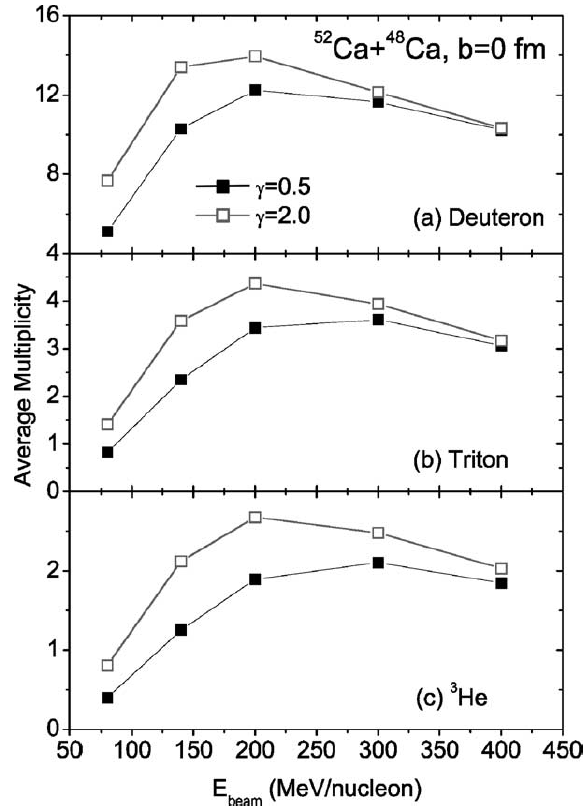 ⁵²Ca+⁴⁸Ca, b=0 fm
16
12
8
4
γ=0.5
γ=2.0
(a) Deuteron
Average Multiplicity
4
3
2
1
0
(b) Triton
2
1
0
(c) ³He
50 100 150 200 250 300 350 400 450
E_beam (MeV/nucleon)